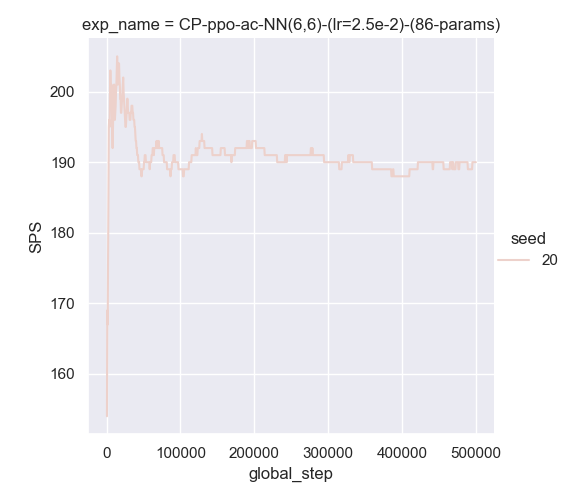 exp_name = CP-ppo-ac-NN(6,6)-(lr=2.5e-2)-(86-params)
200
190
180
170
160
SPS
seed
20
0 100000 200000 300000 400000 500000
global_step